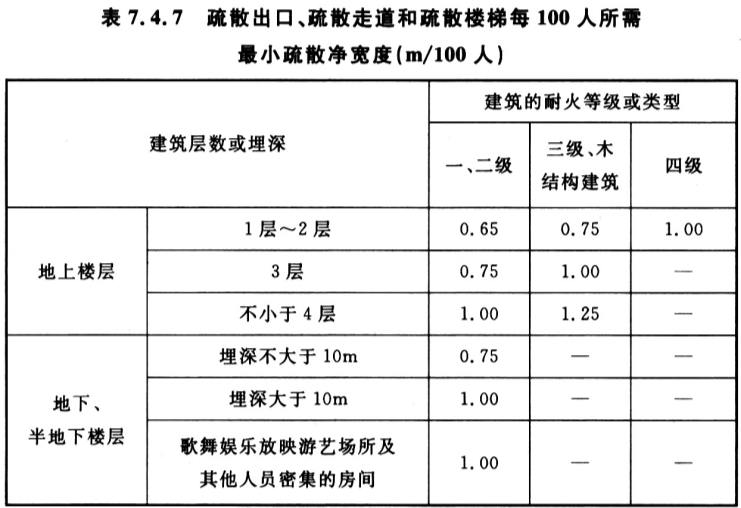 表 7.4.7 疏散出口、疏散走道和疏散楼梯每 100 人所需
最小疏散净宽度(m/100 人)
建筑层数或埋深
建筑的耐火等级或类型
一、二级
三级、木
结构建筑
四级
地上楼层
1 层～2 层
0.65
0.75
1.00
3 层
0.75
1.00
—
不小于 4 层
1.00
1.25
—
地下、
半地下楼层
埋深不大于 10m
0.75
—
—
埋深大于 10m
1.00
—
—
歌舞娱乐放映游艺场所及
其他人员密集的房间
1.00
—
—